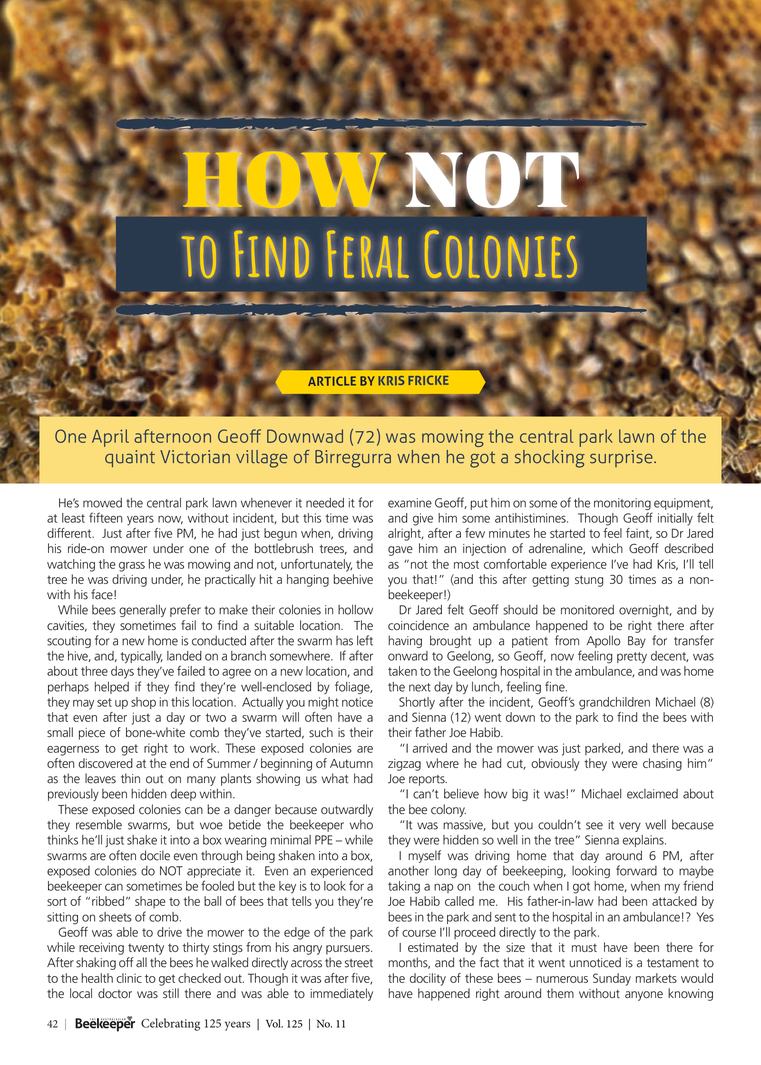 HOW NOT
TO FIND FERAL COLONIES
ARTICLE BY KRIS FRICKE
One April afternoon Geoff Downwad (72) was mowing the central park lawn of the
quaint Victorian village of Birregurra when he got a shocking surprise.
He's mowed the central park lawn whenever it needed it for
at least fifteen years now, without incident, but this time was
different. Just after five PM, he had just begun when, driving
his ride-on mower under one of the bottlebrush trees, and
watching the grass he was mowing and not, unfortunately, the
tree he was driving under, he practically hit a hanging beehive
with his face!
While bees generally prefer to make their colonies in hollow
cavities, they sometimes fail to find a suitable location. The
scouting for a new home is conducted after the swarm has left
the hive, and, typically, landed on a branch somewhere. If after
about three days they've failed to agree on a new location, and
perhaps helped if they find they're well-enclosed by foliage,
they may set up shop in this location. Actually you might notice
that even after just a day or two a swarm will often have a
small piece of bone-white comb they've started, such is their
eagerness to get right to work. These exposed colonies are
often discovered at the end of Summer / beginning of Autumn
as the leaves thin out on many plants showing us what had
previously been hidden deep within.
These exposed colonies can be a danger because outwardly
they resemble swarms, but woe betide the beekeeper who
thinks he'll just shake it into a box wearing minimal PPE – while
swarms are often docile even through being shaken into a box,
exposed colonies do NOT appreciate it. Even an experienced
beekeeper can sometimes be fooled but the key is to look for a
sort of "ribbed" shape to the ball of bees that tells you they're
sitting on sheets of comb.
Geoff was able to drive the mower to the edge of the park
while receiving twenty to thirty stings from his angry pursuers.
After shaking off all the bees he walked directly across the street
to the health clinic to get checked out. Though it was after five,
the local doctor was still there and was able to immediately
examine Geoff, put him on some of the monitoring equipment,
and give him some antihistimines. Though Geoff initially felt
alright, after a few minutes he started to feel faint, so Dr Jared
gave him an injection of adrenaline, which Geoff described
as "not the most comfortable experience I've had Kris, I'll tell
you that!" (and this after getting stung 30 times as a non-
beekeeper!)
Dr Jared felt Geoff should be monitored overnight, and by
coincidence an ambulance happened to be right there after
having brought up a patient from Apollo Bay for transfer
onward to Geelong, so Geoff, now feeling pretty decent, was
taken to the Geelong hospital in the ambulance, and was home
the next day by lunch, feeling fine.
Shortly after the incident, Geoff's grandchildren Michael (8)
and Sienna (12) went down to the park to find the bees with
their father Joe Habib.
"I arrived and the mower was just parked, and there was a
zigzag where he had cut, obviously they were chasing him"
Joe reports.
"I can't believe how big it was!" Michael exclaimed about
the bee colony.
"It was massive, but you couldn't see it very well because
they were hidden so well in the tree" Sienna explains.
I myself was driving home that day around 6 PM, after
another long day of beekeeping, looking forward to maybe
taking a nap on the couch when I got home, when my friend
Joe Habib called me. His father-in-law had been attacked by
bees in the park and sent to the hospital in an ambulance!? Yes
of course I'll proceed directly to the park.
I estimated by the size that it must have been there for
months, and the fact that it went unnoticed is a testament to
the docility of these bees – numerous Sunday markets would
have happened right around them without anyone knowing
42 | Beekeeper Celebrating 125 years | Vol. 125 | No. 11